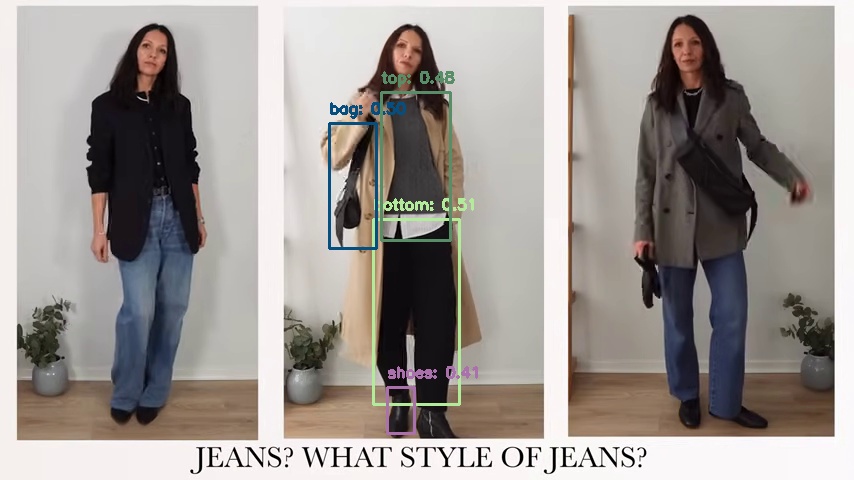 top: 0.48
bag: 0.50
ottom: 0.51
shoes: 0.41
JEANS? WHAT STYLE OF JEANS?